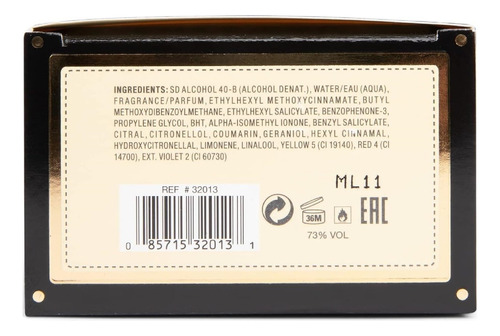 INGREDIENTS: SD ALCOHOL 40-B (ALCOHOL DENAT.), WATER/EAU (AQUA),
FRAGRANCE/PARFUM, ETHYLHEXYL METHOXYCINNAMATE, BUTYL
METHOXYDIBENZOYLMETHANE, ETHYLHEXYL SALICYLATE, BENZOPHENONE-3,
PROPYLENE GLYCOL, BHT, ALPHA-ISOMETHYL IONONE, BENZYL SALICYLATE,
CITRAL, CITRONELLOL, COUMARIN, GERANIOL, HEXYL CINNAMAL,
HYDROXYCITRONELLAL, LIMONENE, LINALOOL, YELLOW 5 (CI 19140), RED 4 (CI
14700), EXT. VIOLET 2 (CI 60730)
REF # 32013
0 85715 32013 1
ML11
36M
EAC
73% VOL